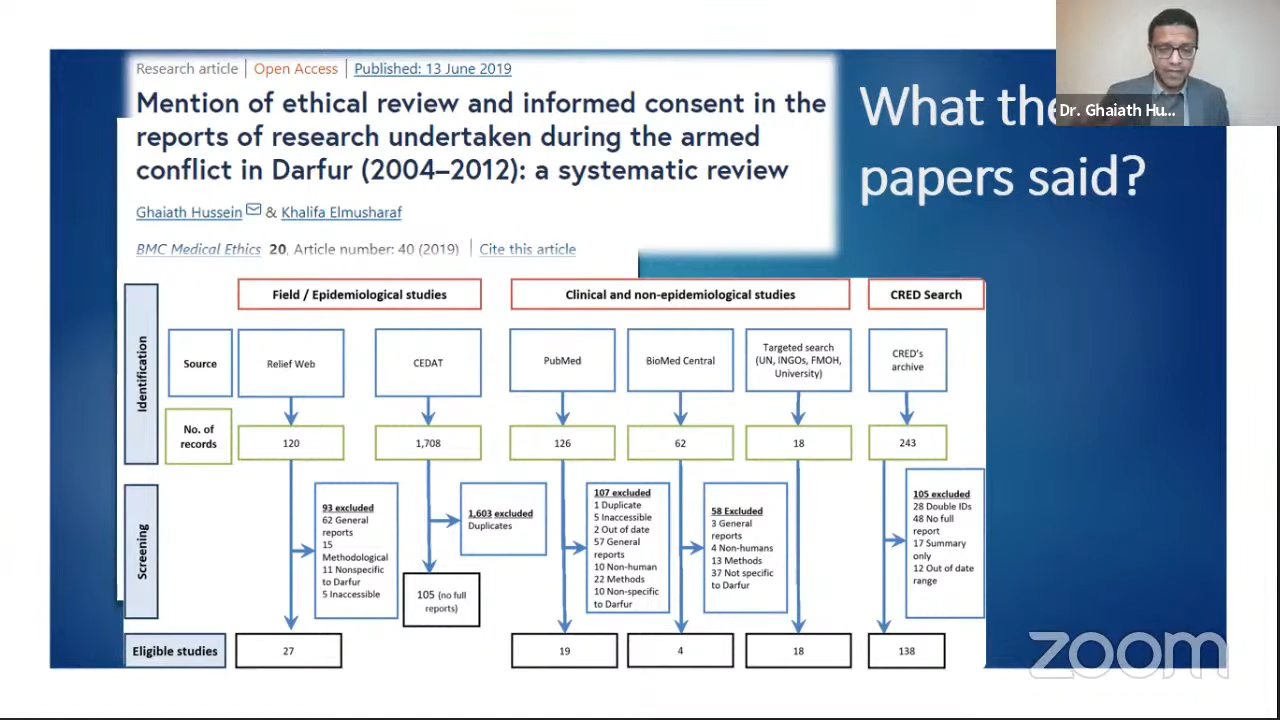 Research article | Open Access | Published: 13 June 2019
Mention of ethical review and informed consent in the
reports of research undertaken during the armed
conflict in Darfur (2004–2012): a systematic review
Ghaiath Hussein & Khalifa Elmusharaf
BMC Medical Ethics 20, Article number: 40 (2019) | Cite this article
What the
papers said?
Dr. Ghaiath Hu...
Identification
Field / Epidemiological studies
Clinical and non-epidemiological studies
CRED Search
Source
Relief Web
CEDAT
PubMed
BioMed Central
Targeted search
(UN, INGOs, FMOH,
University)
CRED's
archive
No. of
records
120
1,708
126
62
18
243
Screening
93 excluded
62 General
reports
15
Methodological
11 Nonspecific
to Darfur
5 Inaccessible
1,603 excluded
Duplicates
105 (no full
reports)
107 excluded
1 Duplicate
5 Inaccessible
2 Out of date
57 General
reports
10 Non-human
22 Methods
10 Non-specific
to Darfur
58 Excluded
3 General
reports
4 Non-humans
13 Methods
37 Not specific
to Darfur
105 excluded
28 Double IDs
48 No full
report
17 Summary
only
12 Out of date
range
Eligible studies
27
19
4
18
138
zoom